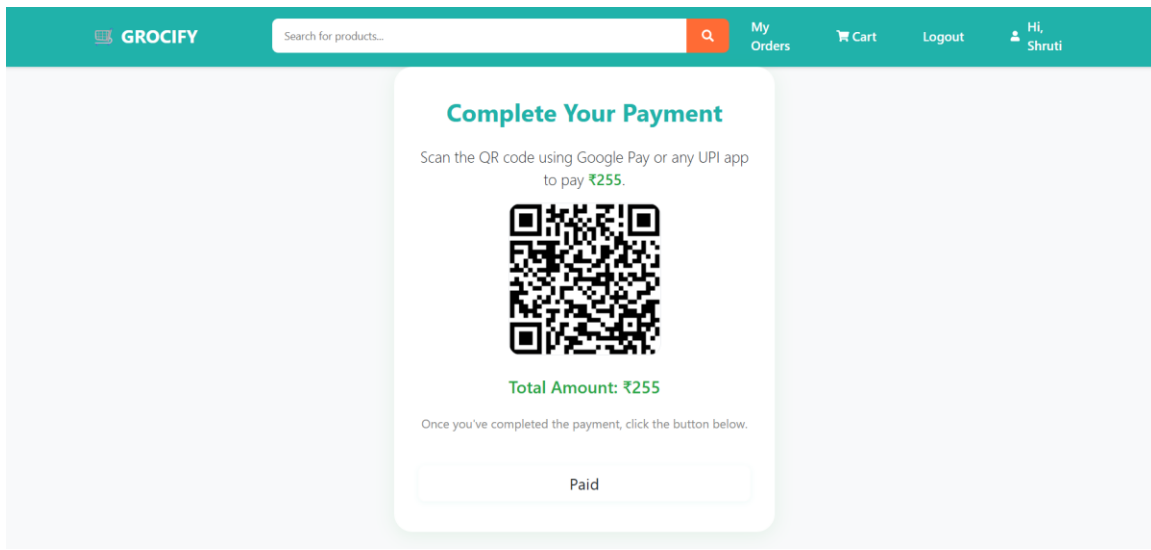 GROCIFY
Search for products...
My
Orders
Cart
Logout
Hi,
Shruti
Complete Your Payment
Scan the QR code using Google Pay or any UPI app
to pay ₹255.
Total Amount: ₹255
Once you've completed the payment, click the button below.
Paid